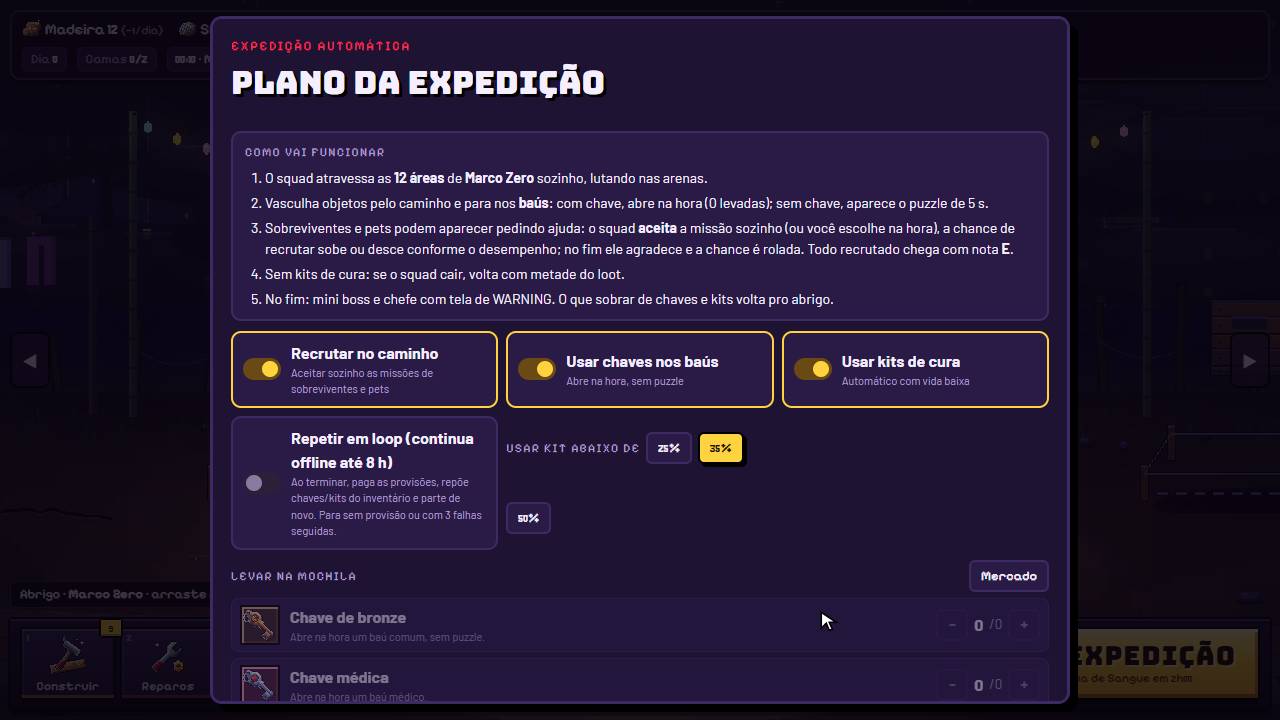 Madeira 12 (-1/dia)
Dia 0
Camas 0/2
EXPEDIÇÃO AUTOMÁTICA
PLANO DA EXPEDIÇÃO
COMO VAI FUNCIONAR
1. O squad atravessa as 12 áreas de Marco Zero sozinho, lutando nas arenas.
2. Vasculha objetos pelo caminho e para nos baús: com chave, abre na hora (0 levadas); sem chave, aparece o puzzle de 5 s.
3. Sobreviventes e pets podem aparecer pedindo ajuda: o squad aceita a missão sozinho (ou você escolhe na hora), a chance de
recrutar sobe ou desce conforme o desempenho; no fim ele agradece e a chance é rolada. Todo recrutado chega com nota E.
4. Sem kits de cura: se o squad cair, volta com metade do loot.
5. No fim: mini boss e chefe com tela de WARNING. O que sobrar de chaves e kits volta pro abrigo.
Recrutar no caminho
Aceitar sozinho as missões de
sobreviventes e pets
Usar chaves nos baús
Abre na hora, sem puzzle
Usar kits de cura
Automático com vida baixa
Repetir em loop (continua
offline até 8 h)
Ao terminar, paga as provisões, repõe
chaves/kits do inventário e parte de
novo. Para sem provisão ou com 3 falhas
seguidas.
USAR KIT ABAIXO DE
25%
35%
50%
LEVAR NA MOCHILA
Mercado
Chave de bronze
Abre na hora um baú comum, sem puzzle.
− 0 /0 +
Chave médica
Abre na hora um baú médico.
− 0 /0 +
Abrigo · Marco Zero · arraste
1
Construir
2
Reparos
EXPEDIÇÃO
de Sangue em